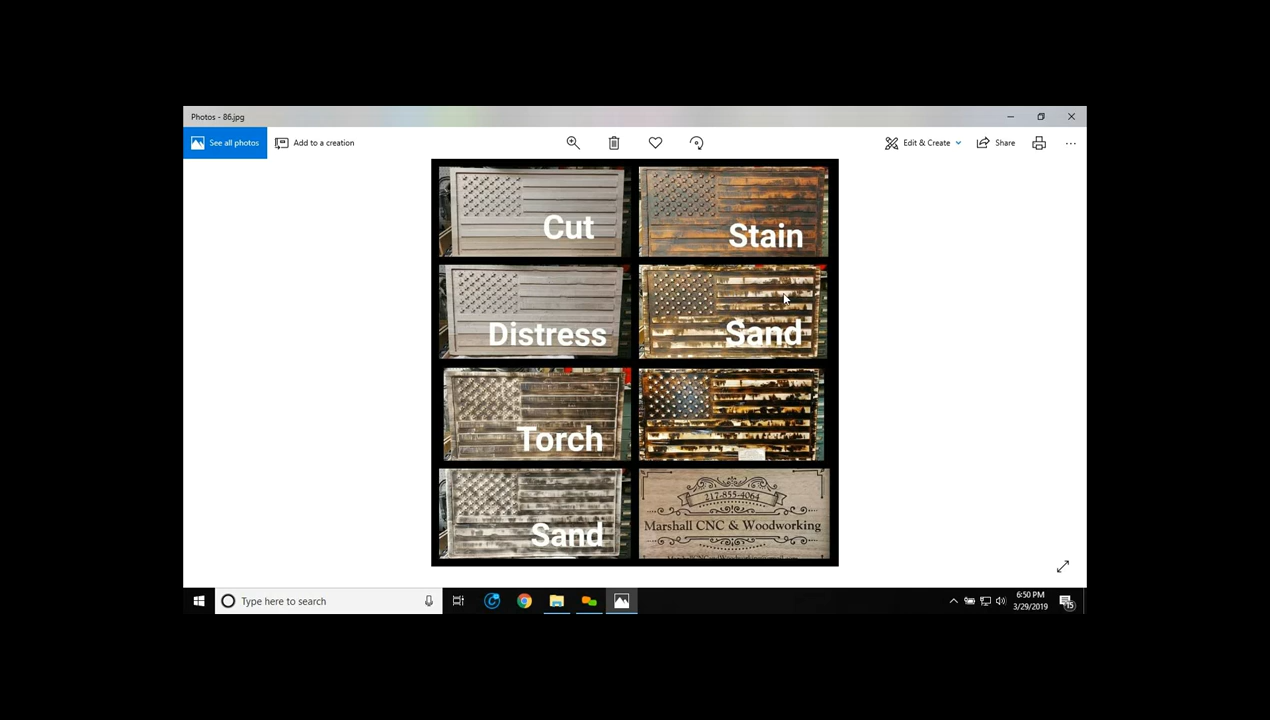 Photos - 86.jpg
See all photos
Add to a creation
Edit & Create
Share
Cut
Stain
Distress
Sand
Torch
Sand
217-855-4064
Marshall CNC & Woodworking
Type here to search
6:50 PM
3/29/2019
15